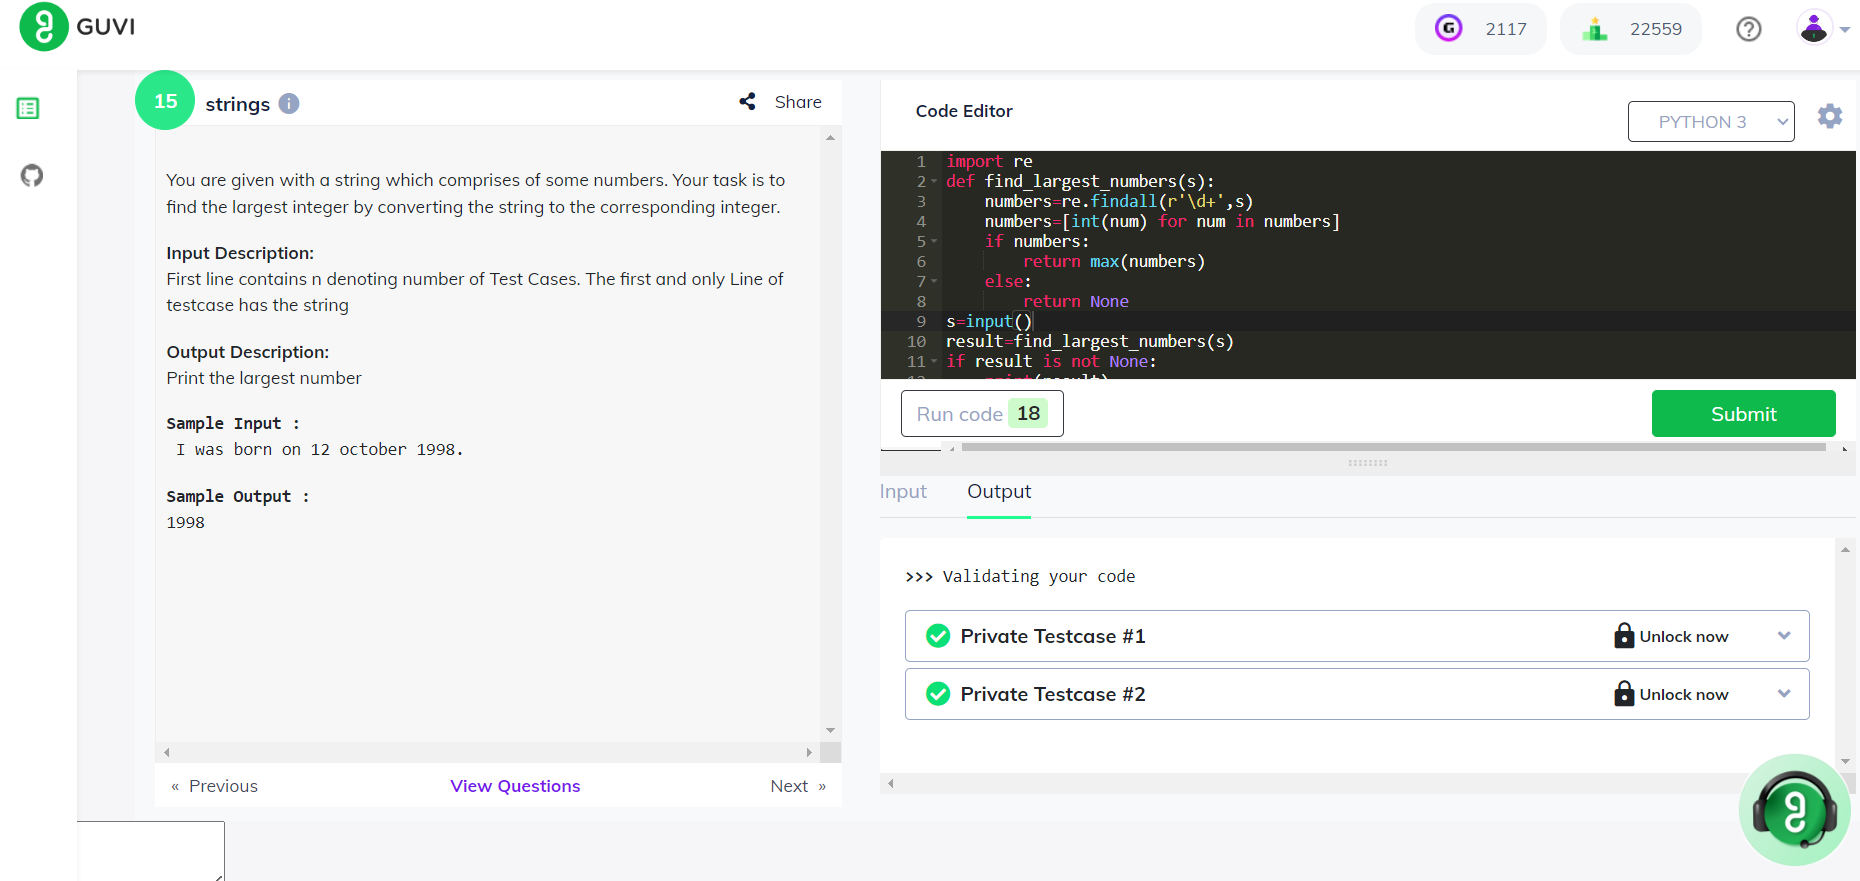 GUVI
2117
22559
15
strings
Share
You are given with a string which comprises of some numbers. Your task is to
find the largest integer by converting the string to the corresponding integer.
Input Description:
First line contains n denoting number of Test Cases. The first and only Line of
testcase has the string
Output Description:
Print the largest number
Sample Input :
I was born on 12 october 1998.
Sample Output :
1998
« Previous
View Questions
Next »
Code Editor
PYTHON 3
1 import re
2 def find_largest_numbers(s):
3 numbers=re.findall(r'\d+',s)
4 numbers=[int(num) for num in numbers]
5 if numbers:
6 return max(numbers)
7 else:
8 return None
9 s=input()
10 result=find_largest_numbers(s)
11 if result is not None:
Run code 18
Submit
Input
Output
>>> Validating your code
Private Testcase #1
Unlock now
Private Testcase #2
Unlock now